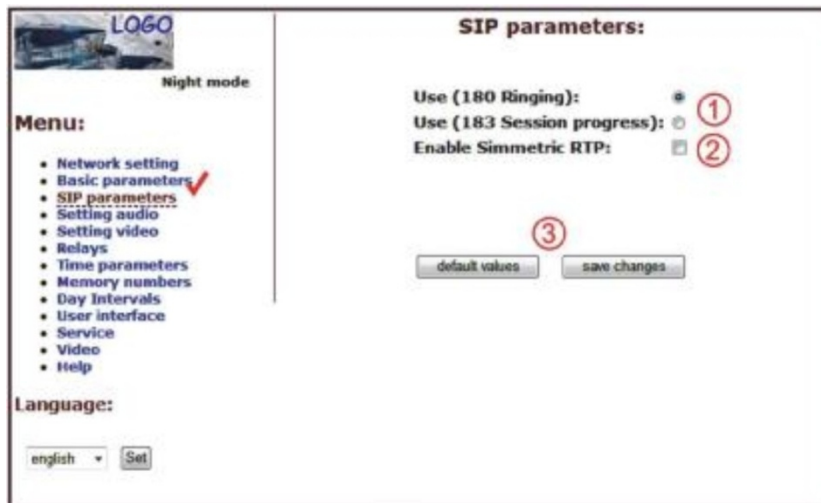 LOGO
Night mode
Menu:
Network setting
Basic parameters
SIP parameters
Setting audio
Setting video
Relays
Time parameters
Memory numbers
Day Intervals
User interface
Service
Video
Help
Language:
english
Set
SIP parameters:
Use (180 Ringing):
Use (183 Session progress):
1
Enable Simmetric RTP:
2
3
default values
save changes